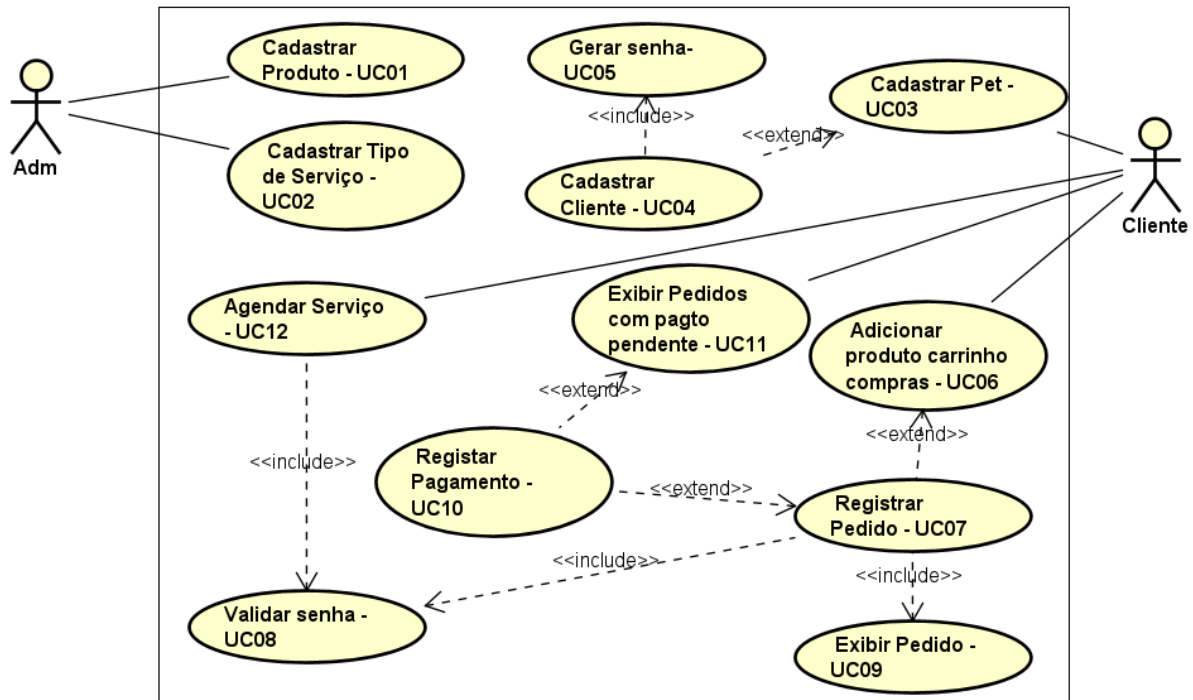 Cadastrar
Produto - UC01
Gerar senha-
UC05
Cadastrar Pet -
UC03
<<include>>
<<extend>>
Adm
Cadastrar Tipo
de Serviço -
UC02
Cadastrar
Cliente - UC04
Cliente
Agendar Serviço
- UC12
Exibir Pedidos
com pagto
pendente - UC11
Adicionar
produto carrinho
compras - UC06
<<extend>>
<<extend>>
<<include>>
Registar
Pagamento -
UC10
<<extend>>
Registrar
Pedido - UC07
<<include>>
<<include>>
Validar senha -
UC08
Exibir Pedido -
UC09